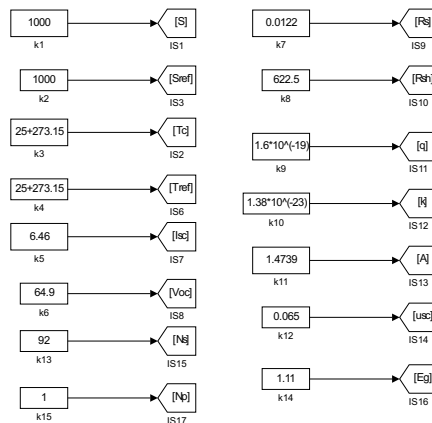 1000
[S]
k1
IS1
1000
[Sref]
k2
IS3
25+273.15
[Tc]
k3
IS2
25+273.15
[Tref]
k4
IS6
6.46
[Isc]
k5
IS7
64.9
[Voc]
k6
IS8
92
[Ns]
k13
IS15
1
[Np]
k15
IS17
0.0122
[Rs]
k7
IS9
622.5
[Rsh]
k8
IS10
1.6*10^(-19)
[q]
k9
IS11
1.38*10^(-23)
[k]
k10
IS12
1.4739
[A]
k11
IS13
0.065
[usc]
k12
IS14
1.11
[Eg]
k14
IS16